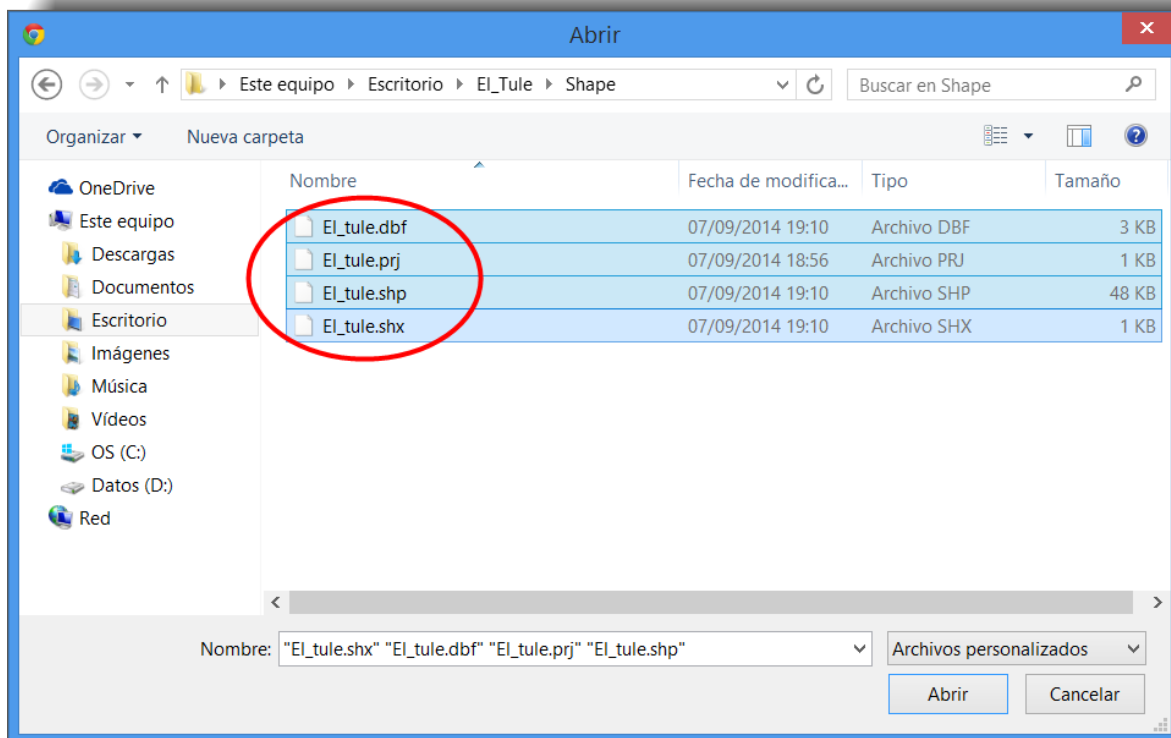 Abrir
Este equipo Escritorio El_Tule Shape
Buscar en Shape
Organizar Nueva carpeta
Nombre Fecha de modifica... Tipo Tamaño
OneDrive
Este equipo
Descargas
Documentos
Escritorio
Imágenes
Música
Vídeos
OS (C:)
Datos (D:)
Red
El_tule.dbf 07/09/2014 19:10 Archivo DBF 3 KB
El_tule.prj 07/09/2014 18:56 Archivo PRJ 1 KB
El_tule.shp 07/09/2014 19:10 Archivo SHP 48 KB
El_tule.shx 07/09/2014 19:10 Archivo SHX 1 KB
Nombre: "El_tule.shx" "El_tule.dbf" "El_tule.prj" "El_tule.shp"
Archivos personalizados
Abrir Cancelar